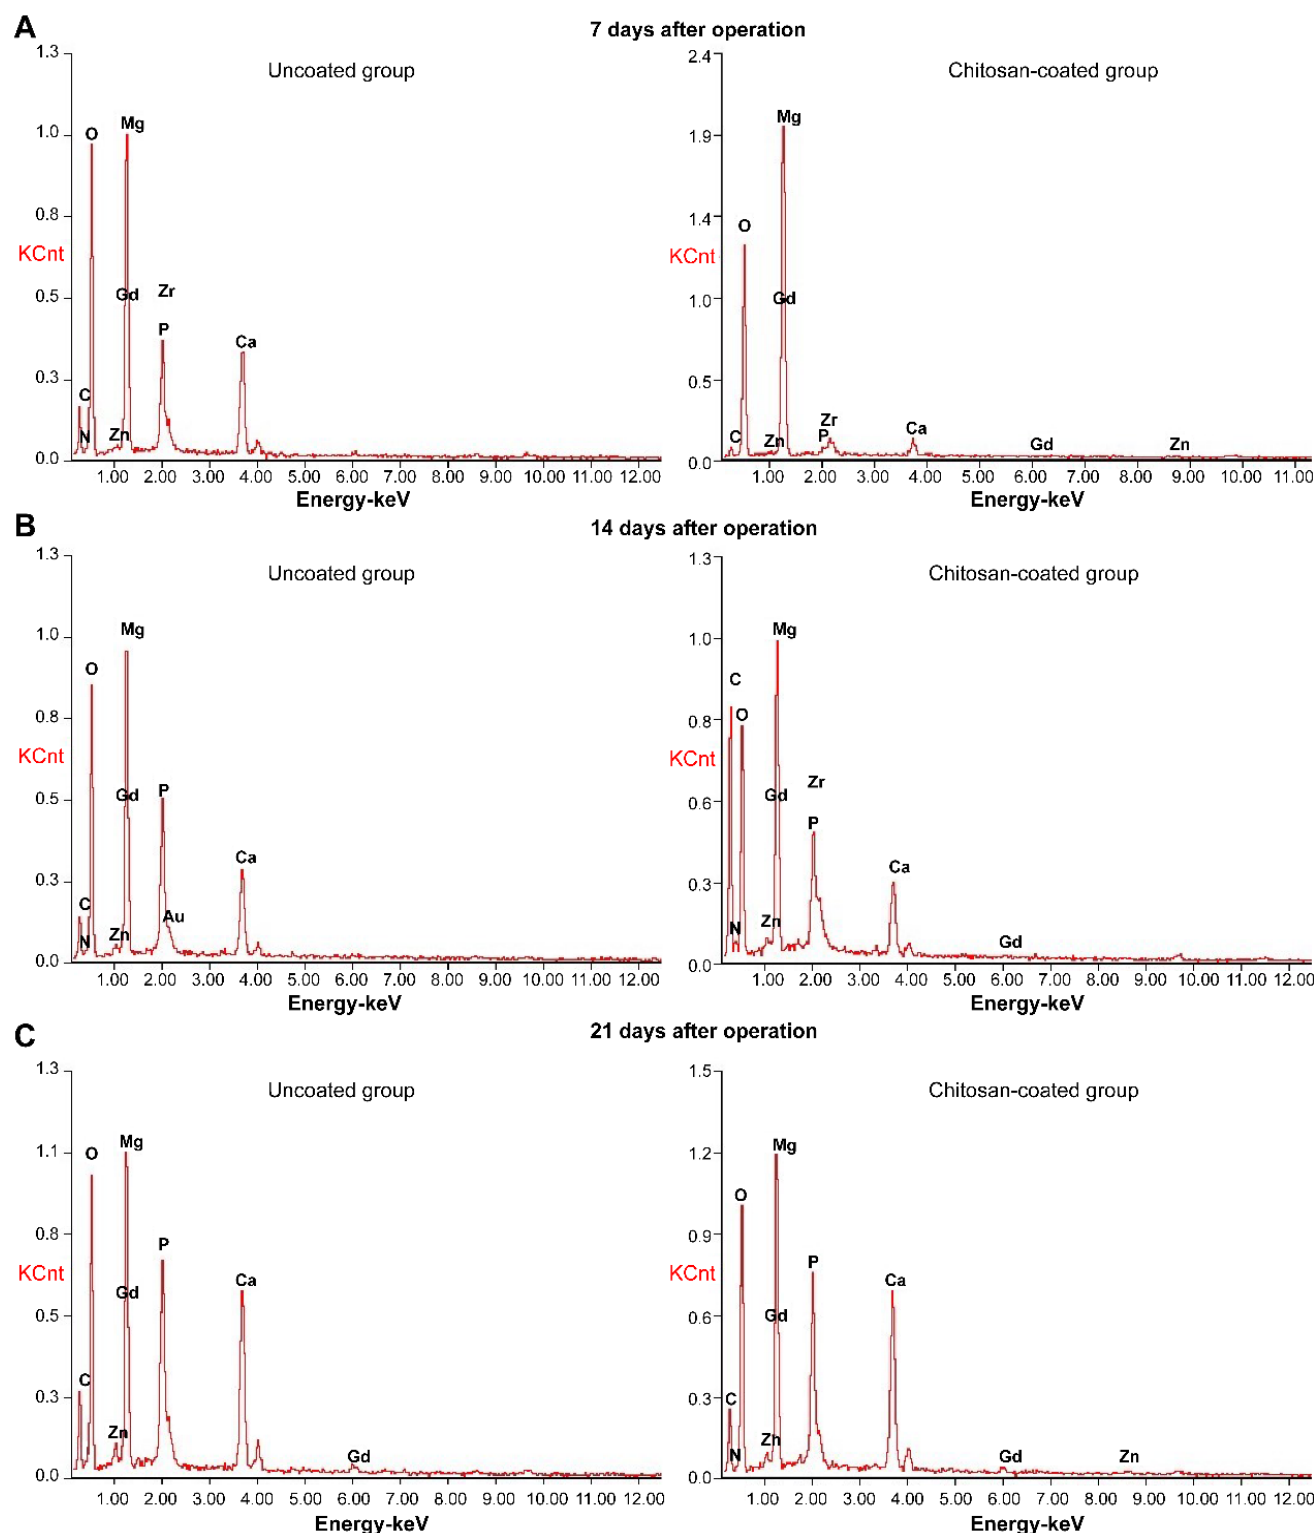 A
7 days after operation
Uncoated group
1.3
1.0
0.8
KCnt
0.5
0.3
0.0
O
Mg
Gd
Zr
P
Ca
C
N
Zn
1.00 2.00 3.00 4.00 5.00 6.00 7.00 8.00 9.00 10.00 11.00 12.00
Energy-keV
Chitosan-coated group
2.4
1.9
1.4
KCnt
1.0
0.5
0.0
Mg
O
Gd
Zr
C
Zn
P
Ca
Gd
Zn
1.00 2.00 3.00 4.00 5.00 6.00 7.00 8.00 9.00 10.00 11.00
Energy-keV
B
14 days after operation
Uncoated group
1.3
1.0
0.8
KCnt
0.5
0.3
0.0
Mg
O
Gd
P
Ca
C
Au
N
Zn
1.00 2.00 3.00 4.00 5.00 6.00 7.00 8.00 9.00 10.00 11.00 12.00
Energy-keV
Chitosan-coated group
1.3
1.0
0.8
KCnt
0.6
0.3
0.0
Mg
C
O
Zr
Gd
P
Ca
Zn
N
Gd
1.00 2.00 3.00 4.00 5.00 6.00 7.00 8.00 9.00 10.00 11.00 12.00
Energy-keV
C
21 days after operation
Uncoated group
1.3
1.1
0.8
KCnt
0.5
0.3
0.0
Mg
O
P
Ca
Gd
C
Zn
Gd
1.00 2.00 3.00 4.00 5.00 6.00 7.00 8.00 9.00 10.00 11.00 12.00
Energy-keV
Chitosan-coated group
1.5
1.2
0.9
KCnt
0.6
0.3
0.0
Mg
O
P
Ca
Gd
C
Zn
N
Gd
Zn
1.00 2.00 3.00 4.00 5.00 6.00 7.00 8.00 9.00 10.00 11.00 12.00
Energy-keV